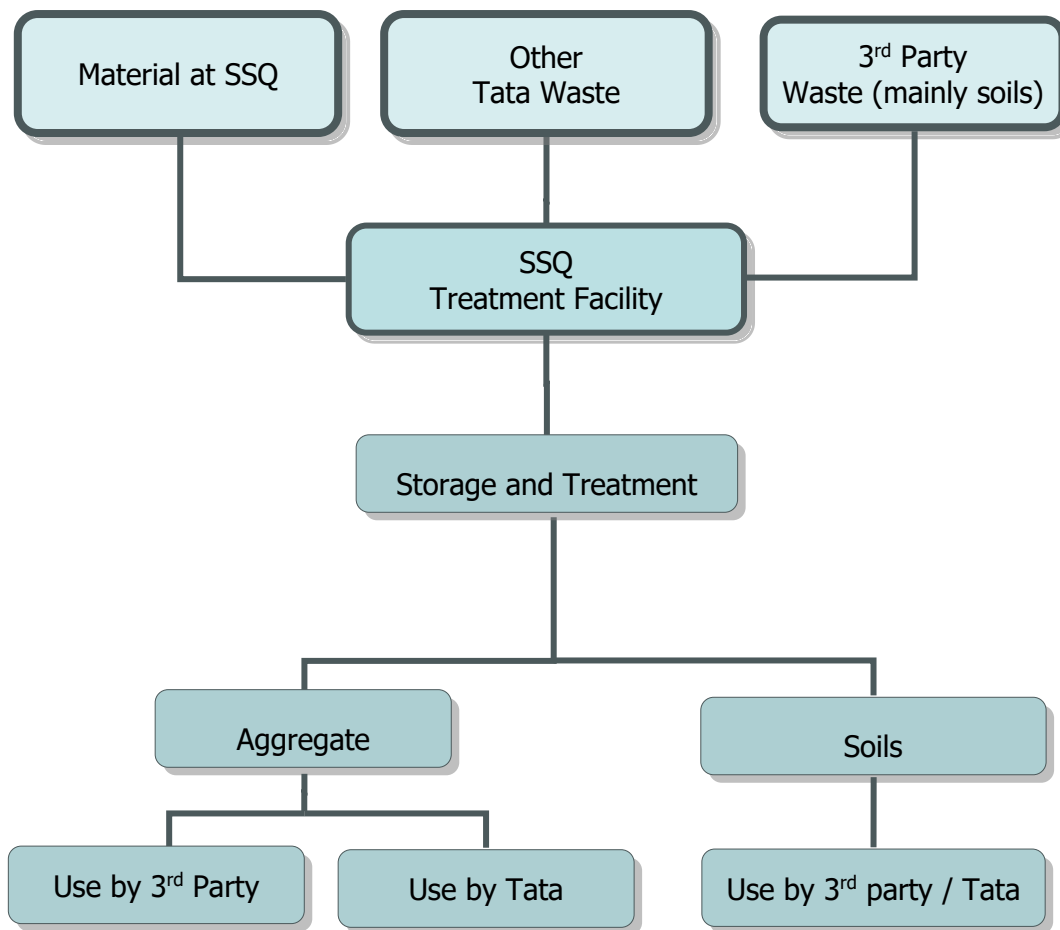 Material at SSQ
Other
Tata Waste
3rd Party
Waste (mainly soils)
SSQ
Treatment Facility
Storage and Treatment
Aggregate
Soils
Use by 3rd Party
Use by Tata
Use by 3rd party / Tata